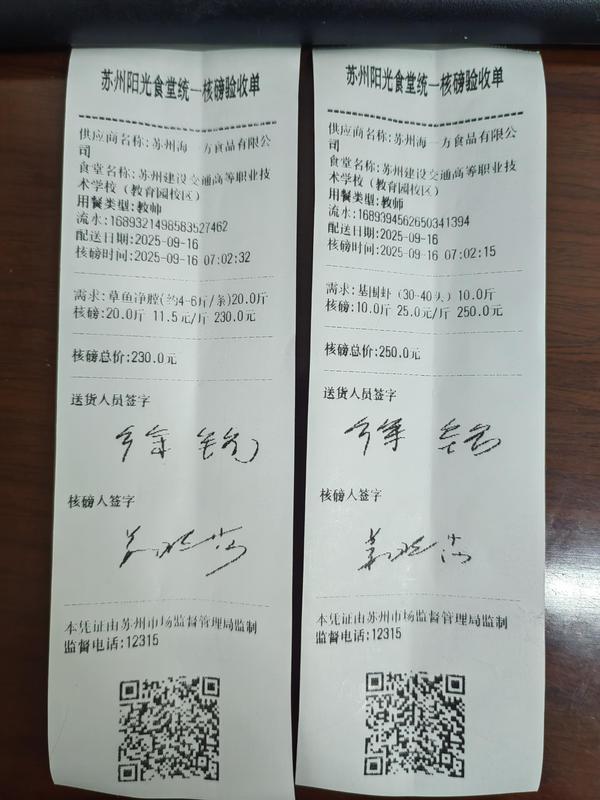 苏州阳光食堂统一核磅验收单
供应商名称:苏州海一方食品有限公
司
食堂名称:苏州建设交通高等职业技
术学校（教育园校区）
用餐类型:教师
流水:1689321498583527462
配送日期:2025-09-16
核磅时间:2025-09-16 07:02:32
需求:草鱼净膛(约4-6斤/条)20.0斤
核磅:20.0斤 11.5元/斤 230.0元
核磅总价:230.0元
送货人员签字
核磅人签字
本凭证由苏州市场监督管理局监制
监督电话:12315
苏州阳光食堂统一核磅验收单
供应商名称:苏州海一方食品有限公
司
食堂名称:苏州建设交通高等职业技
术学校（教育园校区）
用餐类型:教师
流水:1689394562650341394
配送日期:2025-09-16
核磅时间:2025-09-16 07:02:15
需求:基围虾（30-40头）10.0斤
核磅:10.0斤 25.0元/斤 250.0元
核磅总价:250.0元
送货人员签字
核磅人签字
本凭证由苏州市场监督管理局监制
监督电话:12315